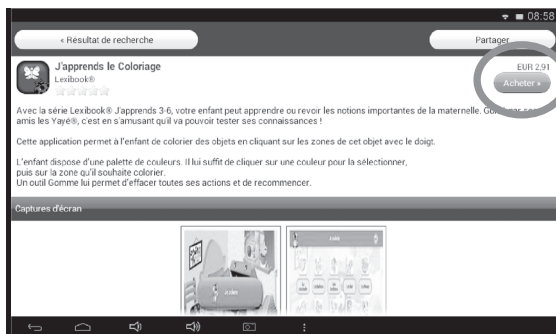 08:58
« Résultat de recherche
Partager
J'apprends le Coloriage
Lexibook®
EUR 2,91
Acheter »
Avec la série Lexibook® J'apprends 3-6, votre enfant peut apprendre ou revoir les notions importantes de la maternelle. Guidé par ses
amis les Yayé®, c'est en s'amusant qu'il va pouvoir tester ses connaissances !
Cette application permet à l'enfant de colorier des objets en cliquant sur les zones de cet objet avec le doigt.
L'enfant dispose d'une palette de couleurs. Il lui suffit de cliquer sur une couleur pour la sélectionner,
puis sur la zone qu'il souhaite colorier.
Un outil Gomme lui permet d'effacer toutes ses actions et de recommencer.
Captures d'écran